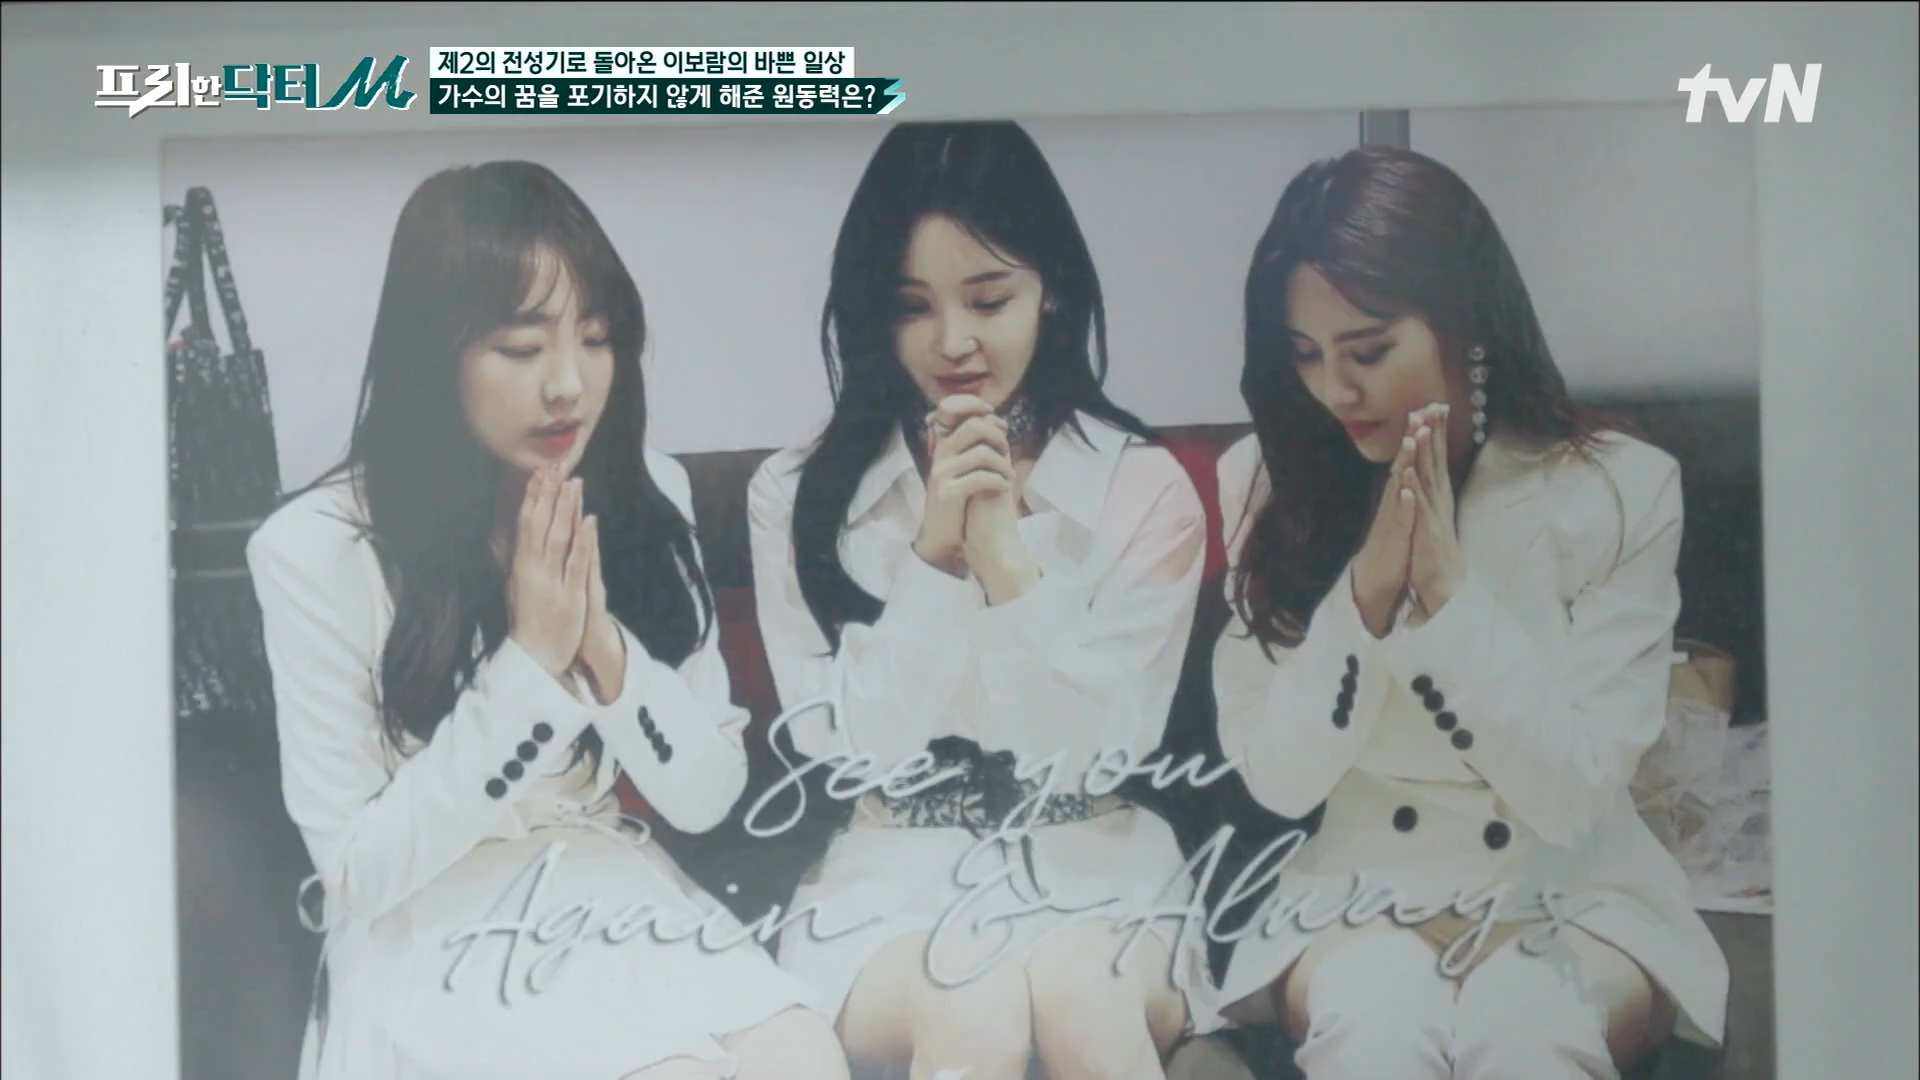 프리한닥터 M
제2의 전성기로 돌아온 이보람의 바쁜 일상
가수의 꿈을 포기하지 않게 해준 원동력은?
tvN
See you
Again & Always